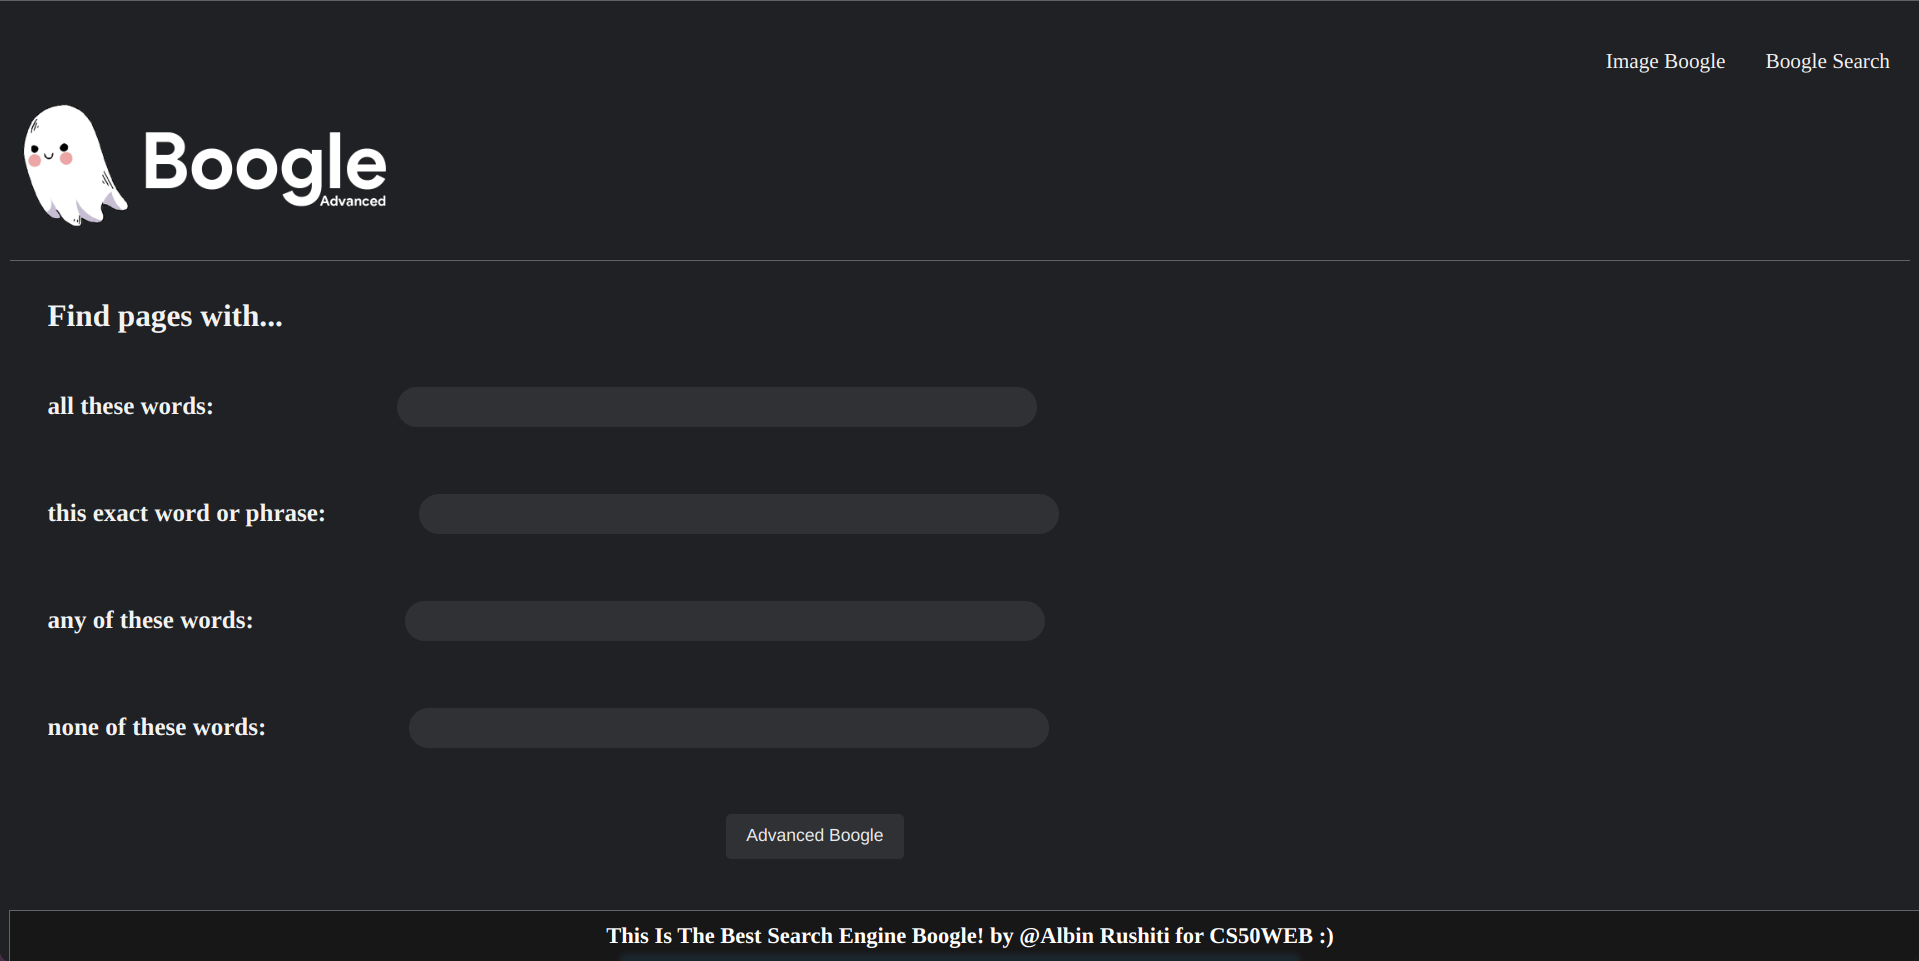 Image Boogle Boogle Search
Boogle
Advanced
Find pages with...
all these words:
this exact word or phrase:
any of these words:
none of these words:
Advanced Boogle
This Is The Best Search Engine Boogle! by @Albin Rushiti for CS50WEB :)